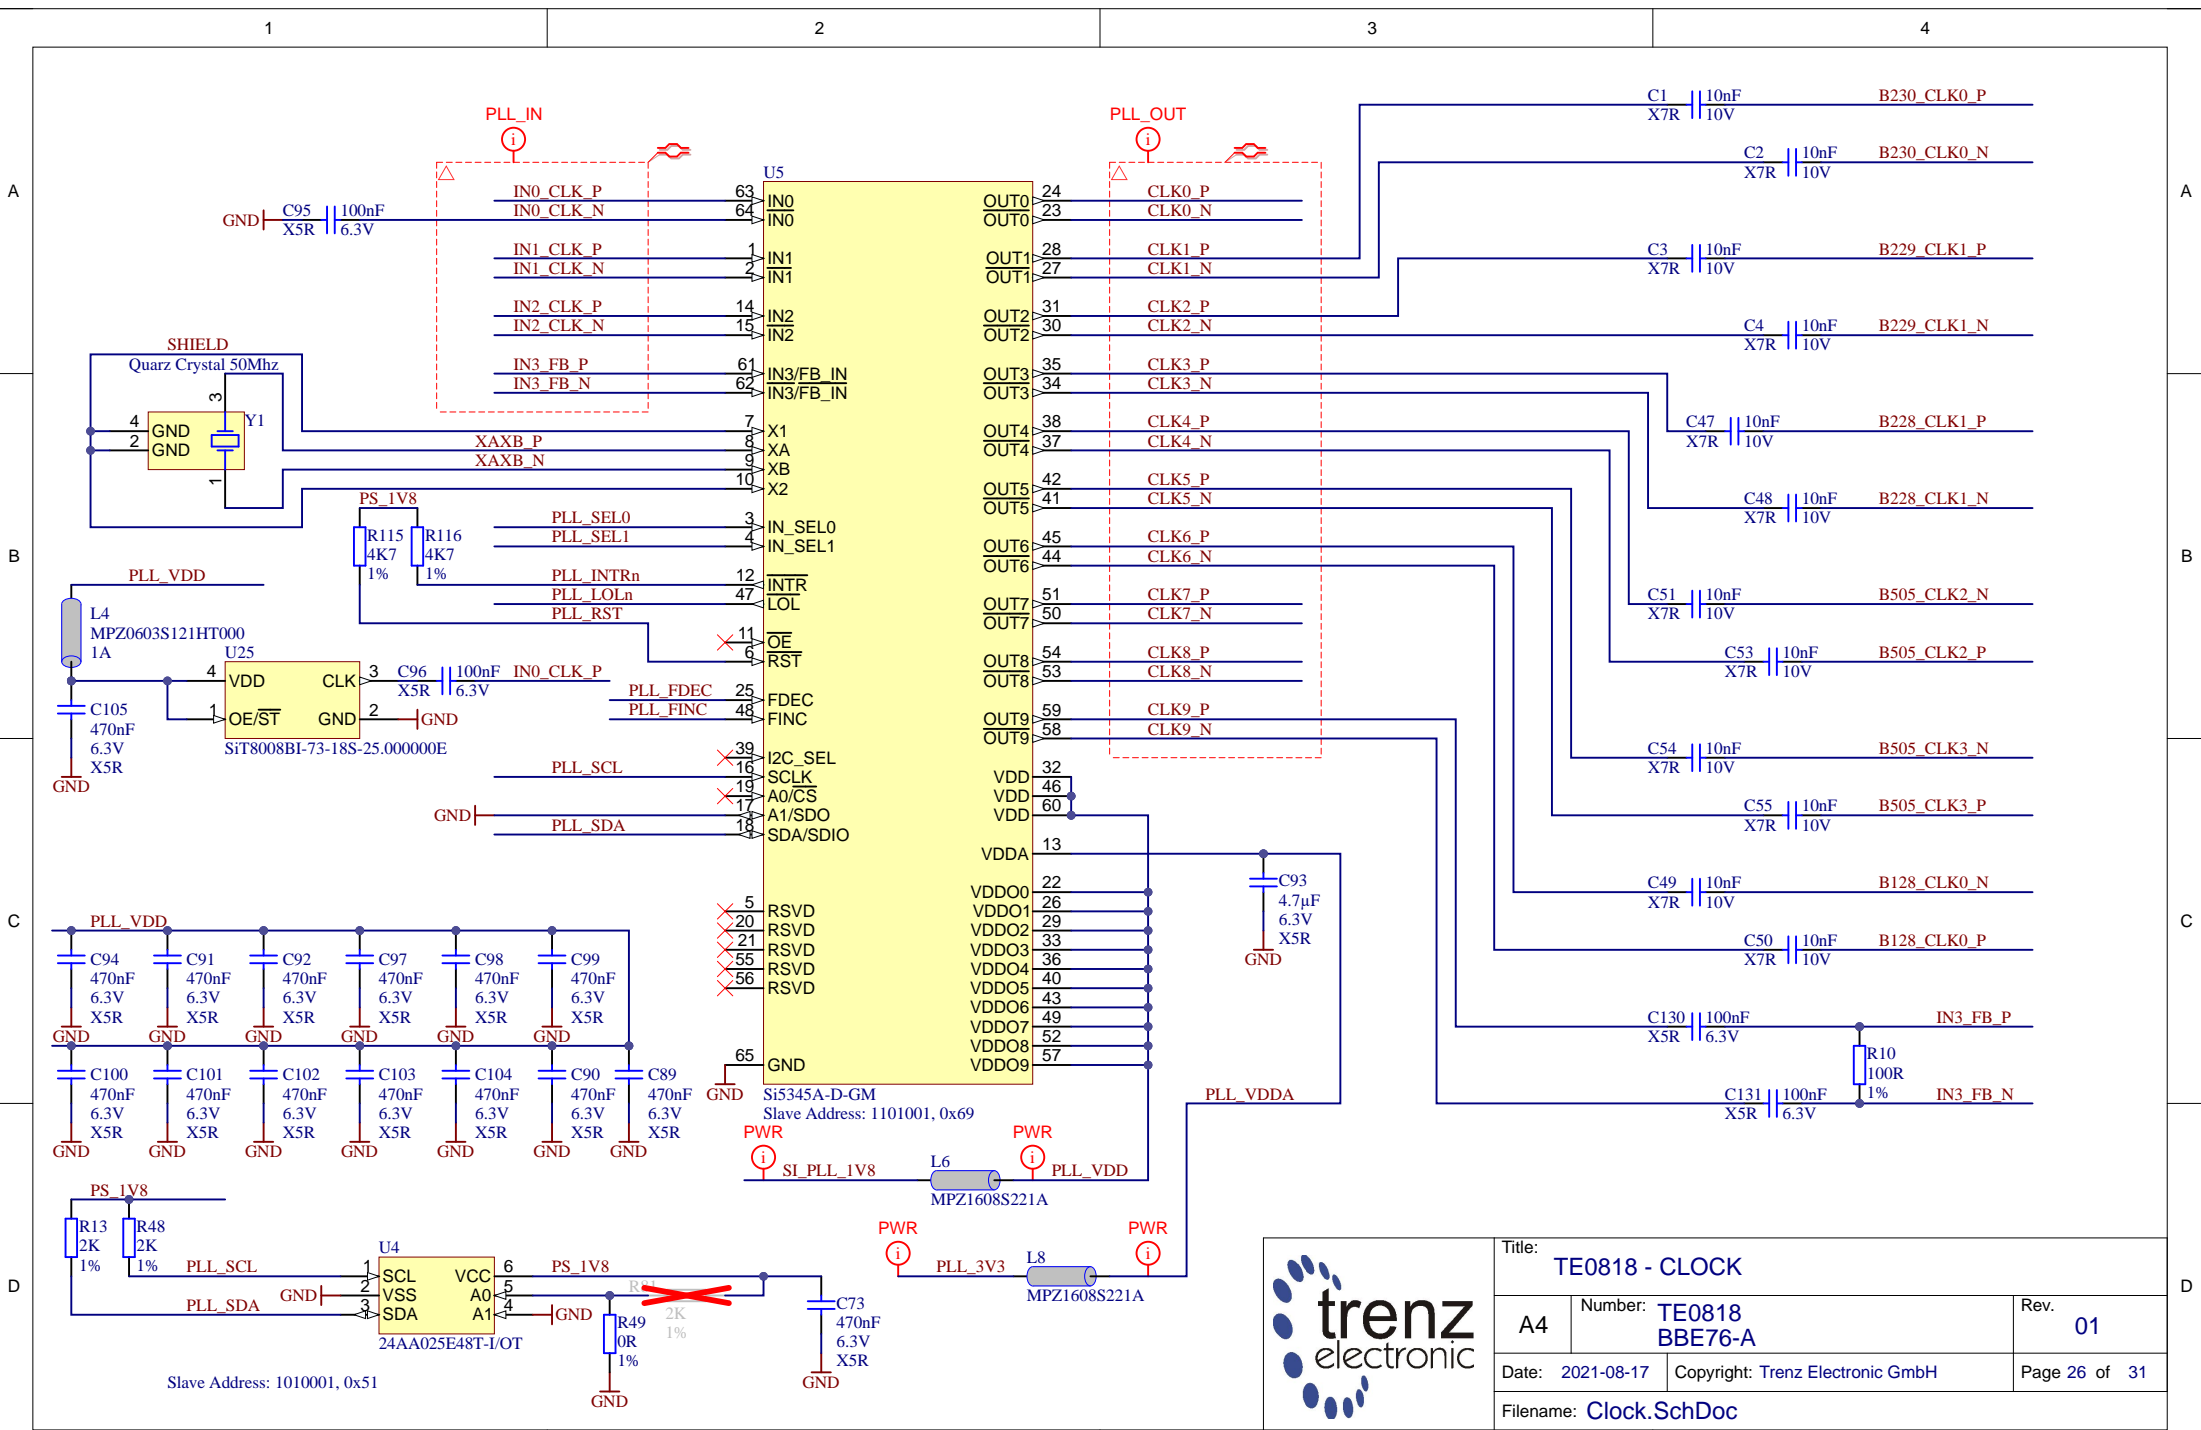 1 2 3 4
A A
B B
C C
D D
PLL_IN
PLL_OUT
U5
IN0_CLK_P 63 IN0
IN0_CLK_N 64 IN0
GND C95 100nF
X5R 6.3V
IN1_CLK_P 1 IN1
IN1_CLK_N 2 IN1
IN2_CLK_P 14 IN2
IN2_CLK_N 15 IN2
IN3_FB_P 61 IN3/FB_IN
IN3_FB_N 62 IN3/FB_IN
SHIELD
Quarz Crystal 50Mhz
3
4 GND Y1
2 GND
1
7 X1
XAXB_P 8 XA
XAXB_N 9 XB
10 X2
PS_1V8
R115 R116
4K7 4K7
1% 1%
PLL_SEL0 3 IN_SEL0
PLL_SEL1 4 IN_SEL1
PLL_INTRn 12 INTR
PLL_LOLn 47 LOL
PLL_RST
11 OE
6 RST
PLL_FDEC 25 FDEC
PLL_FINC 48 FINC
39 I2C_SEL
PLL_SCL 16 SCLK
19 A0/CS
GND 17 A1/SDO
PLL_SDA 18 SDA/SDIO
5 RSVD
20 RSVD
21 RSVD
55 RSVD
56 RSVD
65 GND
GND
Si5345A-D-GM
Slave Address: 1101001, 0x69
PLL_VDD
L4
MPZ0603S121HT000
1A
U25
4 VDD CLK 3
1 OE/ST GND 2 GND
SiT8008BI-73-18S-25.000000E
C96 100nF IN0_CLK_P
X5R 6.3V
C105
470nF
6.3V
X5R
GND
OUT0 24 CLK0_P
OUT0 23 CLK0_N
OUT1 28 CLK1_P
OUT1 27 CLK1_N
OUT2 31 CLK2_P
OUT2 30 CLK2_N
OUT3 35 CLK3_P
OUT3 34 CLK3_N
OUT4 38 CLK4_P
OUT4 37 CLK4_N
OUT5 42 CLK5_P
OUT5 41 CLK5_N
OUT6 45 CLK6_P
OUT6 44 CLK6_N
OUT7 51 CLK7_P
OUT7 50 CLK7_N
OUT8 54 CLK8_P
OUT8 53 CLK8_N
OUT9 59 CLK9_P
OUT9 58 CLK9_N
VDD 32
VDD 46
VDD 60
VDDA 13
VDDO0 22
VDDO1 26
VDDO2 29
VDDO3 33
VDDO4 36
VDDO5 40
VDDO6 43
VDDO7 49
VDDO8 52
VDDO9 57
C93
4.7µF
6.3V
X5R
GND
C1 10nF B230_CLK0_P
X7R 10V
C2 10nF B230_CLK0_N
X7R 10V
C3 10nF B229_CLK1_P
X7R 10V
C4 10nF B229_CLK1_N
X7R 10V
C47 10nF B228_CLK1_P
X7R 10V
C48 10nF B228_CLK1_N
X7R 10V
C51 10nF B505_CLK2_N
X7R 10V
C53 10nF B505_CLK2_P
X7R 10V
C54 10nF B505_CLK3_N
X7R 10V
C55 10nF B505_CLK3_P
X7R 10V
C49 10nF B128_CLK0_N
X7R 10V
C50 10nF B128_CLK0_P
X7R 10V
C130 100nF IN3_FB_P
X5R 6.3V
R10
100R
1%
C131 100nF IN3_FB_N
X5R 6.3V
PLL_VDD
C94 C91 C92 C97 C98 C99
470nF 470nF 470nF 470nF 470nF 470nF
6.3V 6.3V 6.3V 6.3V 6.3V 6.3V
X5R X5R X5R X5R X5R X5R
GND GND GND GND GND GND
C100 C101 C102 C103 C104 C90 C89
470nF 470nF 470nF 470nF 470nF 470nF 470nF
6.3V 6.3V 6.3V 6.3V 6.3V 6.3V 6.3V
X5R X5R X5R X5R X5R X5R X5R
GND GND GND GND GND GND GND
PLL_VDDA
PWR PWR
SI_PLL_1V8 L6 PLL_VDD
MPZ1608S221A
PWR PWR
PLL_3V3 L8
MPZ1608S221A
PS_1V8
R13 R48
2K 2K
1% 1%
U4
PLL_SCL 1 SCL VCC 6 PS_1V8
GND 2 VSS A0 5
PLL_SDA 3 SDA A1 4 GND
24AA025E48T-I/OT
2K
1%
R49
0R
1%
GND
C73
470nF
6.3V
X5R
GND
Slave Address: 1010001, 0x51
trenz
electronic
Title:
TE0818 - CLOCK
A4 Number: TE0818
BBE76-A
Rev.
01
Date: 2021-08-17 Copyright: Trenz Electronic GmbH Page 26 of 31
Filename: Clock.SchDoc